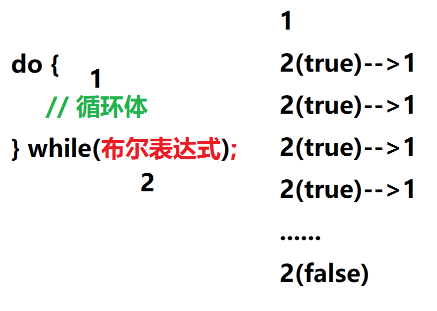 do {
1
// 循环体
} while(布尔表达式);
2
1
2(true)-->1
2(true)-->1
2(true)-->1
2(true)-->1
......
2(false)